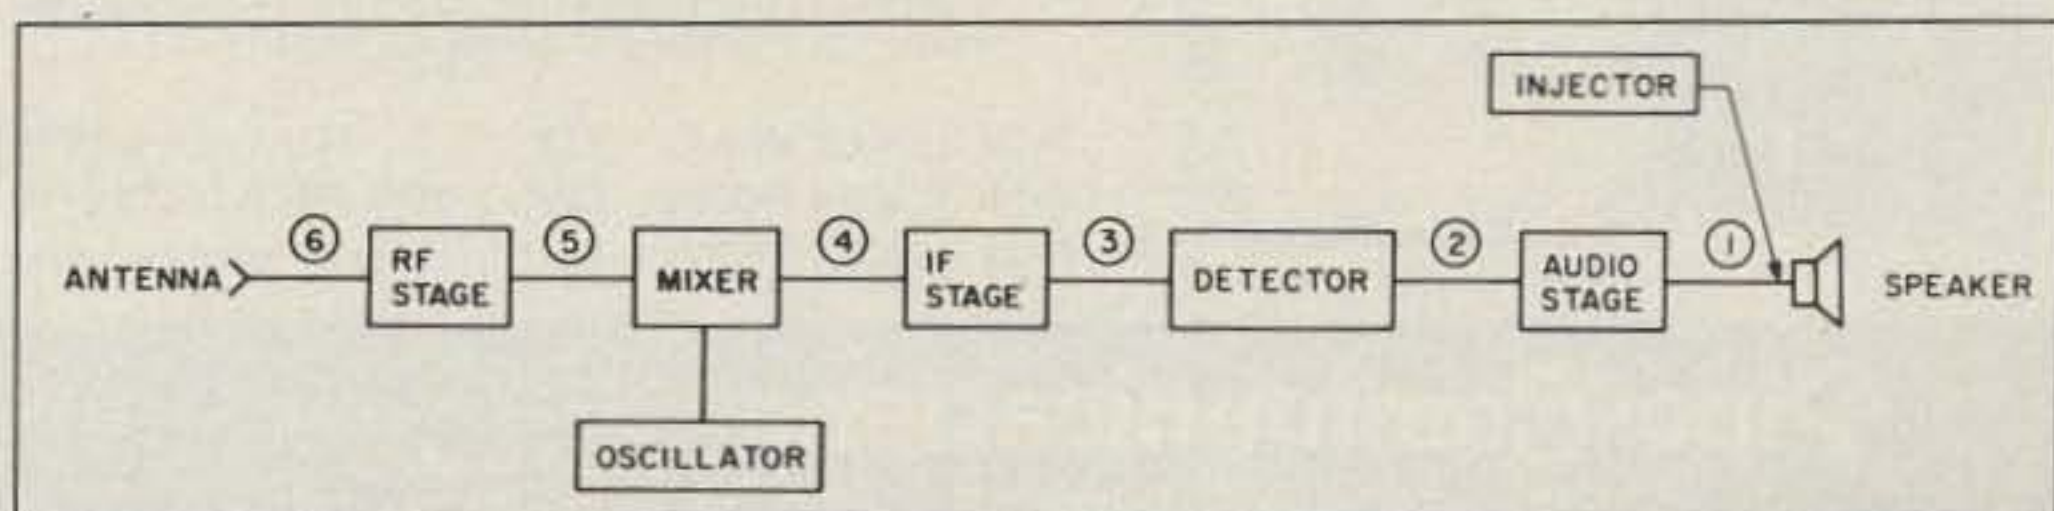 INJECTOR
6
5
4
3
2
1
ANTENNA
RF
STAGE
MIXER
IF
STAGE
DETECTOR
AUDIO
STAGE
SPEAKER
OSCILLATOR